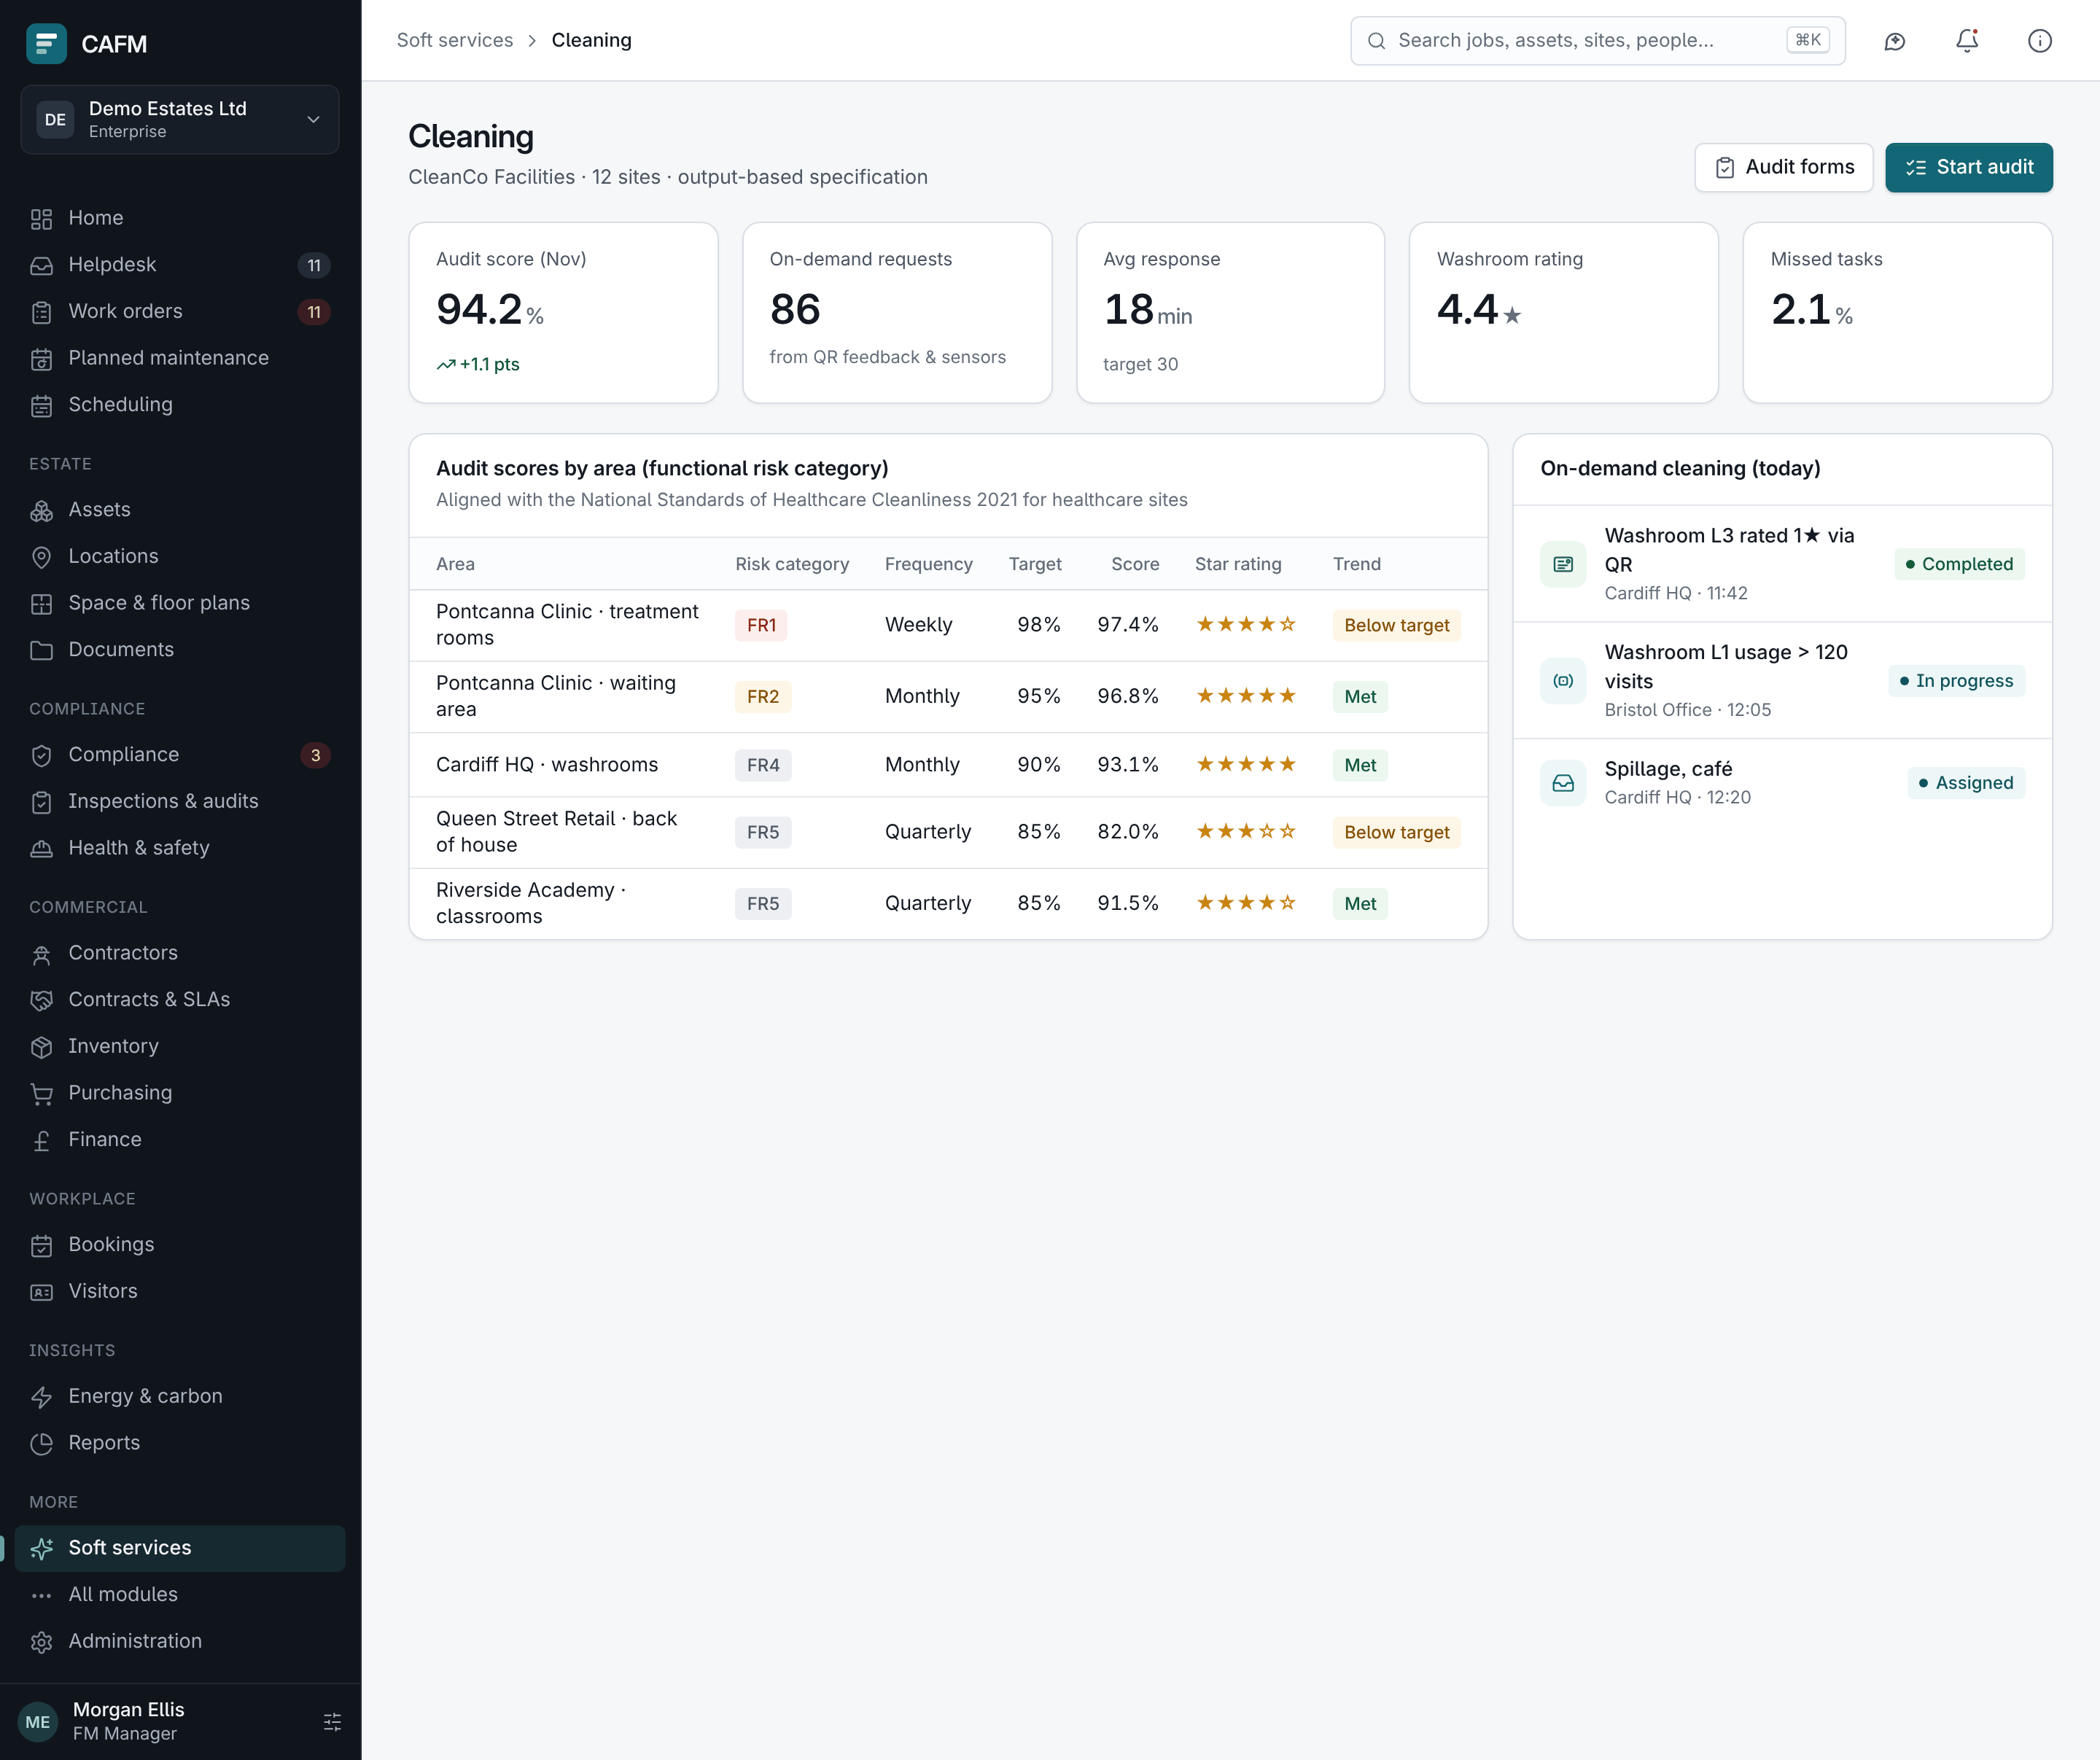 CAFM
DE
Demo Estates Ltd
Enterprise
Home
Helpdesk 11
Work orders 11
Planned maintenance
Scheduling
ESTATE
Assets
Locations
Space & floor plans
Documents
COMPLIANCE
Compliance 3
Inspections & audits
Health & safety
COMMERCIAL
Contractors
Contracts & SLAs
Inventory
Purchasing
Finance
WORKPLACE
Bookings
Visitors
INSIGHTS
Energy & carbon
Reports
MORE
Soft services
All modules
Administration
ME
Morgan Ellis
FM Manager
Soft services > Cleaning
Search jobs, assets, sites, people... ⌘K
Cleaning
CleanCo Facilities · 12 sites · output-based specification
Audit forms
Start audit
Audit score (Nov)
94.2%
+1.1 pts
On-demand requests
86
from QR feedback & sensors
Avg response
18 min
target 30
Washroom rating
4.4★
Missed tasks
2.1%
Audit scores by area (functional risk category)
Aligned with the National Standards of Healthcare Cleanliness 2021 for healthcare sites
Area Risk category Frequency Target Score Star rating Trend
Pontcanna Clinic · treatment
rooms
FR1 Weekly 98% 97.4% ★★★★☆ Below target
Pontcanna Clinic · waiting
area
FR2 Monthly 95% 96.8% ★★★★★ Met
Cardiff HQ · washrooms FR4 Monthly 90% 93.1% ★★★★★ Met
Queen Street Retail · back
of house
FR5 Quarterly 85% 82.0% ★★★☆☆ Below target
Riverside Academy ·
classrooms
FR5 Quarterly 85% 91.5% ★★★★☆ Met
On-demand cleaning (today)
Washroom L3 rated 1★ via
QR
Cardiff HQ · 11:42
Completed
Washroom L1 usage > 120
visits
Bristol Office · 12:05
In progress
Spillage, café
Cardiff HQ · 12:20
Assigned